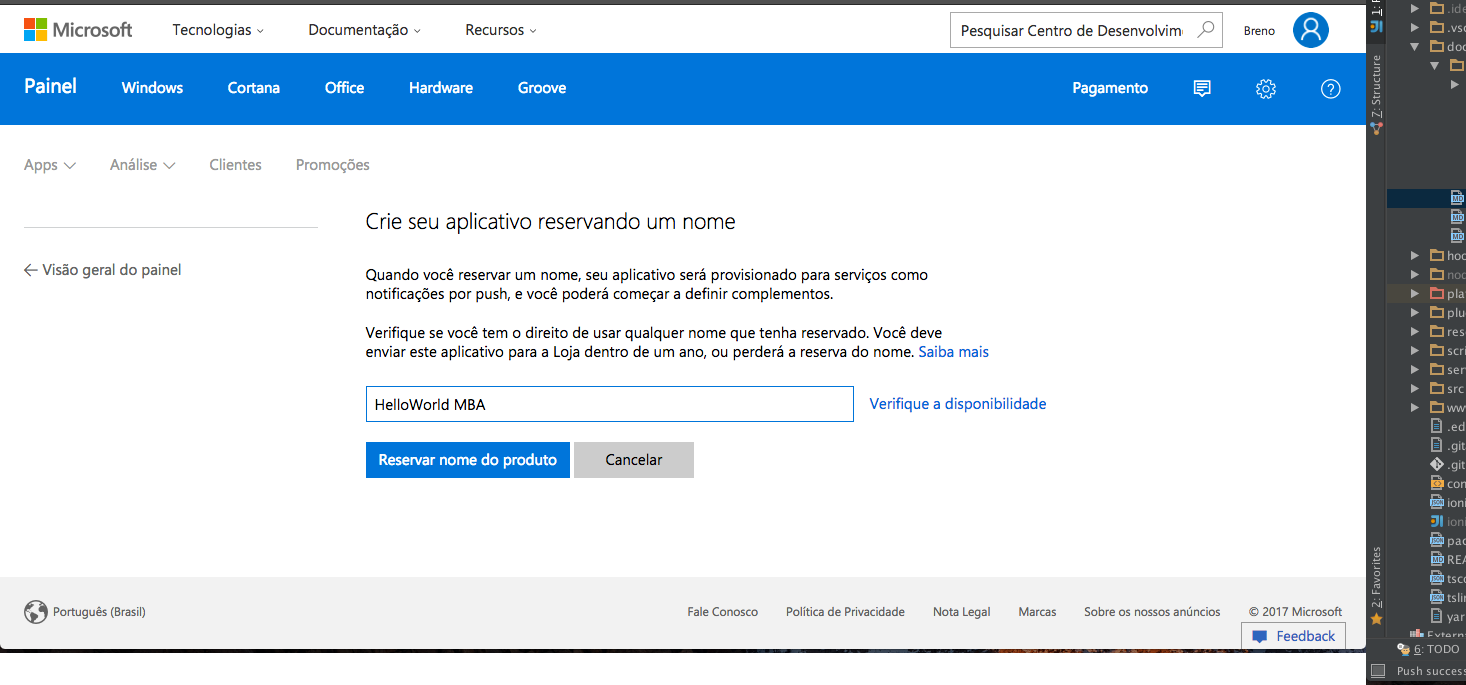 Microsoft
Tecnologias
Documentação
Recursos
Pesquisar Centro de Desenvolvim
Breno
Painel
Windows
Cortana
Office
Hardware
Groove
Pagamento
Apps
Análise
Clientes
Promoções
Visão geral do painel
Crie seu aplicativo reservando um nome
Quando você reservar um nome, seu aplicativo será provisionado para serviços como
notificações por push, e você poderá começar a definir complementos.
Verifique se você tem o direito de usar qualquer nome que tenha reservado. Você deve
enviar este aplicativo para a Loja dentro de um ano, ou perderá a reserva do nome. Saiba mais
HelloWorld MBA
Verifique a disponibilidade
Reservar nome do produto
Cancelar
Português (Brasil)
Fale Conosco
Política de Privacidade
Nota Legal
Marcas
Sobre os nossos anúncios
© 2017 Microsoft
Feedback
Z: Structure
2: Favorites
.ide
.vsc
doc
hoo
nod
pla
plu
res
scri
ser
src
ww
.ed
.git
.git
con
ioni
ioni
pac
REA
tsco
tslin
yar
Extern
6: TODO
Push success